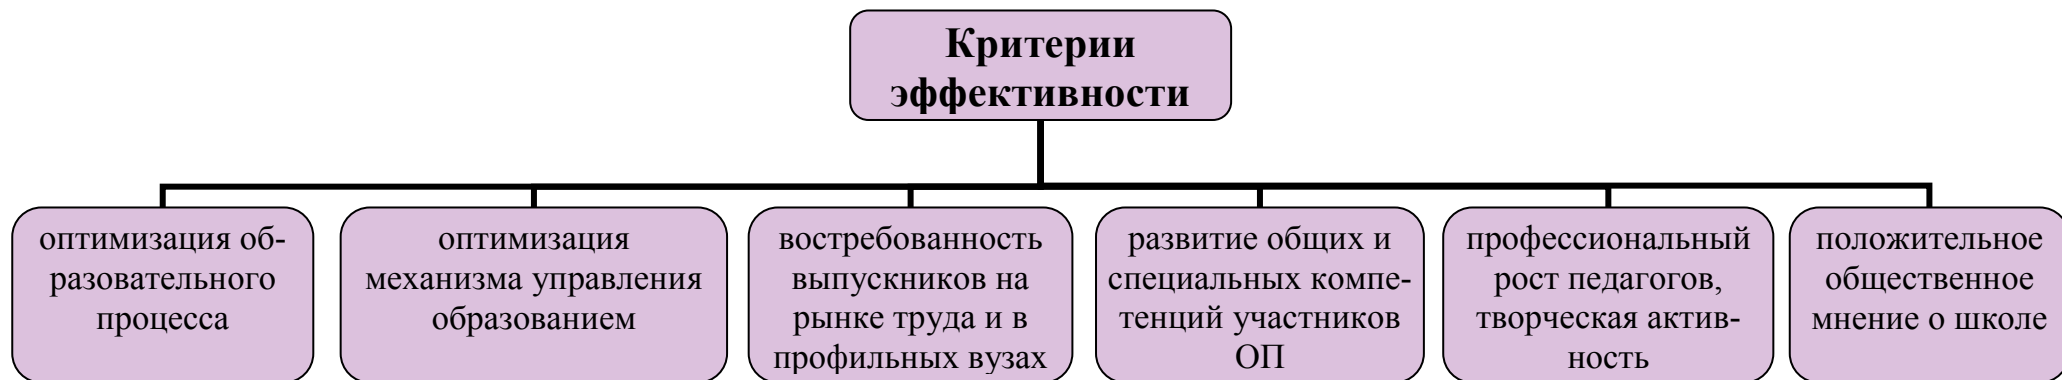 Критерии
эффективности
оптимизация об-
разовательного
процесса
оптимизация
механизма управления
образованием
востребованность
выпускников на
рынке труда и в
профильных вузах
развитие общих и
специальных компе-
тенций участников
ОП
профессиональный
рост педагогов,
творческая актив-
ность
положительное
общественное
мнение о школе